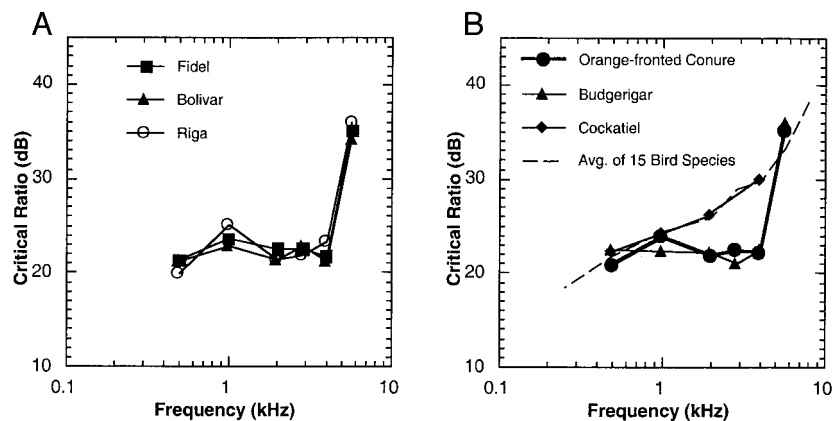 A
Critical Ratio (dB)
40
30
20
10
0.1
1
10
Frequency (kHz)
Fidel
Bolivar
Riga
B
Critical Ratio (dB)
40
30
20
10
0.1
1
10
Frequency (kHz)
Orange-fronted Conure
Budgerigar
Cockatiel
Avg. of 15 Bird Species